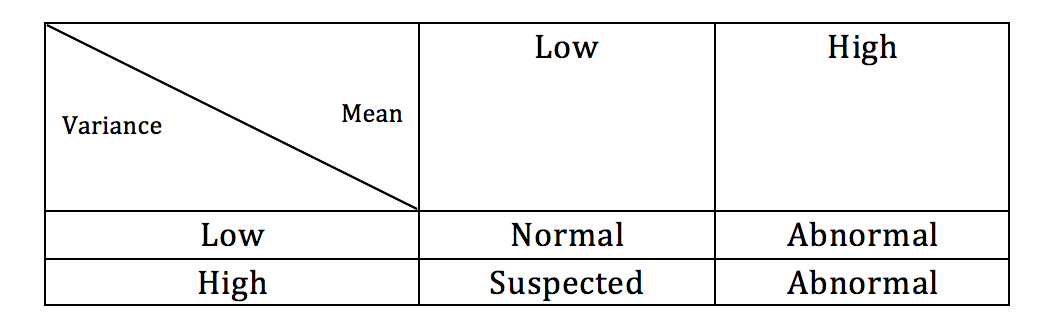 Low High
Variance Mean
Low Normal Abnormal
High Suspected Abnormal